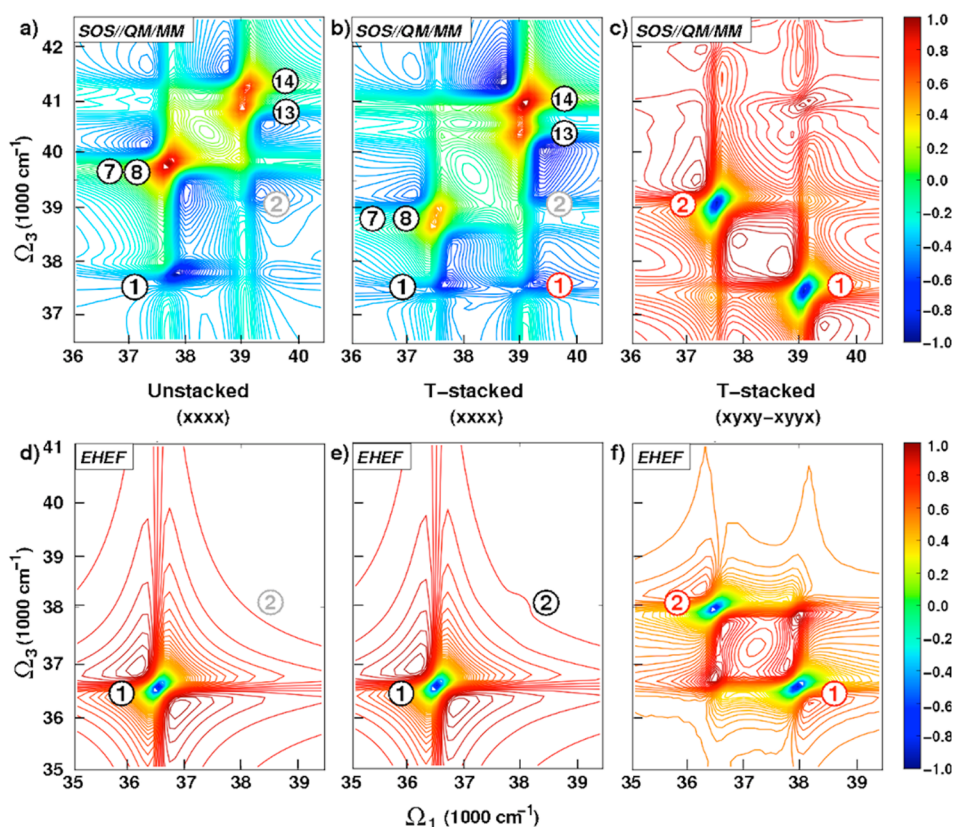 a) SOS//QM/MM
b) SOS//QM/MM
c) SOS//QM/MM
42
41
40
39
38
37
Ω3 (1000 cm⁻¹)
14
13
7 8
2
1
14
13
7 8
2
1
1
2
1
36 37 38 39 40
36 37 38 39 40
36 37 38 39 40
1.0
0.8
0.6
0.4
0.2
0.0
−0.2
−0.4
−0.6
−0.8
−1.0
Unstacked
(xxxx)
T−stacked
(xxxx)
T−stacked
(xyxy−xyyx)
d) EHEF
e) EHEF
f) EHEF
41
40
39
38
37
36
35
Ω3 (1000 cm⁻¹)
2
1
2
1
2
1
35 36 37 38 39
35 36 37 38 39
35 36 37 38 39
1.0
0.8
0.6
0.4
0.2
0.0
−0.2
−0.4
−0.6
−0.8
−1.0
Ω1 (1000 cm⁻¹)